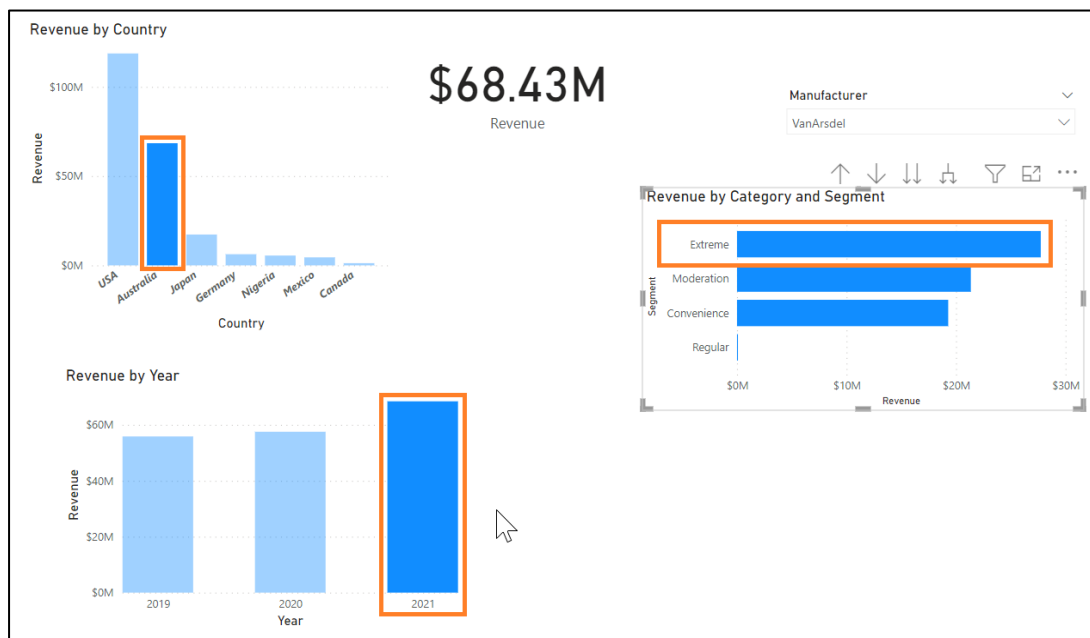 Revenue by Country
$100M
$50M
$0M
Revenue
USA
Australia
Japan
Germany
Nigeria
Mexico
Canada
Country
$68.43M
Revenue
Manufacturer
VanArsdel
Revenue by Category and Segment
Segment
Extreme
Moderation
Convenience
Regular
$0M $10M $20M $30M
Revenue
Revenue by Year
$60M
$40M
$20M
$0M
Revenue
2019 2020 2021
Year